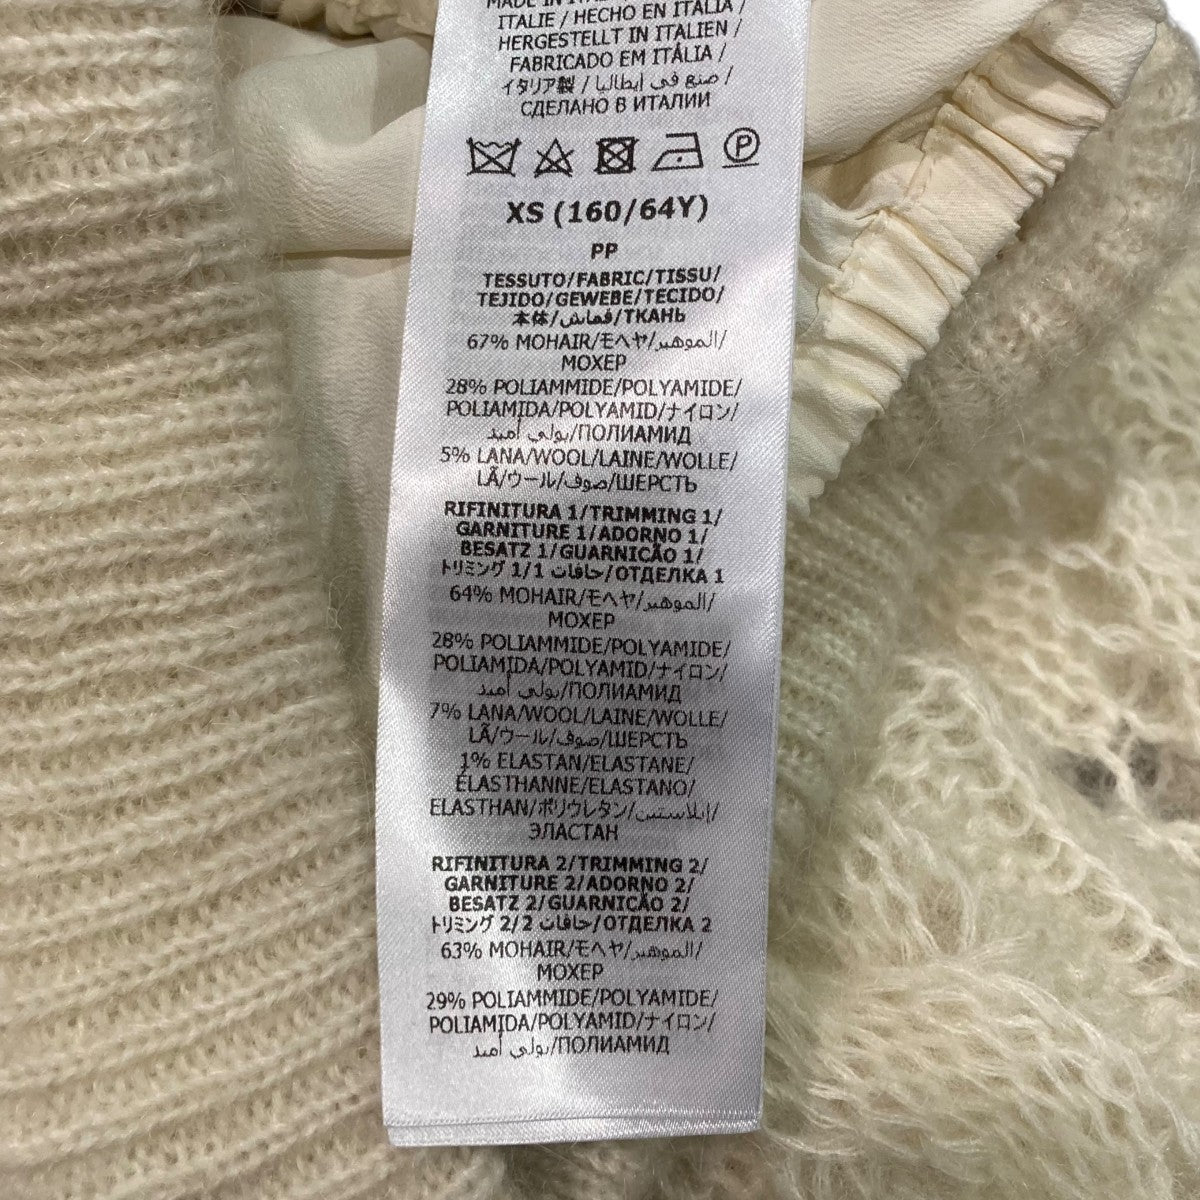 MADE IN ITALY
ITALIE / HECHO EN ITALIA /
HERGESTELLT IN ITALIEN /
FABRICADO EM ITÁLIA /
イタリア製 / صنع في إيطاليا /
СДЕЛАНО В ИТАЛИИ
P
XS (160/64Y)
PP
TESSUTO/FABRIC/TISSU/
TEJIDO/GEWEBE/TECIDO/
本体/قماش/ТКАНЬ
67% MOHAIR/モヘヤ/الموهير/
МОХЕР
28% POLIAMMIDE/POLYAMIDE/
POLIAMIDA/POLYAMID/ナイロン/
بولي أميد/ПОЛИАМИД
5% LANA/WOOL/LAINE/WOLLE/
LÃ/ウール/صوف/ШЕРСТЬ
RIFINITURA 1/TRIMMING 1/
GARNITURE 1/ADORNO 1/
BESATZ 1/GUARNICÃO 1/
トリミング 1/حافات 1/ОТДЕЛКА 1
64% MOHAIR/モヘヤ/الموهير/
МОХЕР
28% POLIAMMIDE/POLYAMIDE/
POLIAMIDA/POLYAMID/ナイロン/
بولي أميد/ПОЛИАМИД
7% LANA/WOOL/LAINE/WOLLE/
LÃ/ウール/صوف/ШЕРСТЬ
1% ELASTAN/ELASTANE/
ÉLASTHANNE/ELASTANO/
ELASTHAN/ポリウレタン/إيلاستين/
ЭЛАСТАН
RIFINITURA 2/TRIMMING 2/
GARNITURE 2/ADORNO 2/
BESATZ 2/GUARNICÃO 2/
トリミング 2/حافات 2/ОТДЕЛКА 2
63% MOHAIR/モヘヤ/الموهير/
МОХЕР
29% POLIAMMIDE/POLYAMIDE/
POLIAMIDA/POLYAMID/ナイロン/
بولي أميد/ПОЛИАМИД